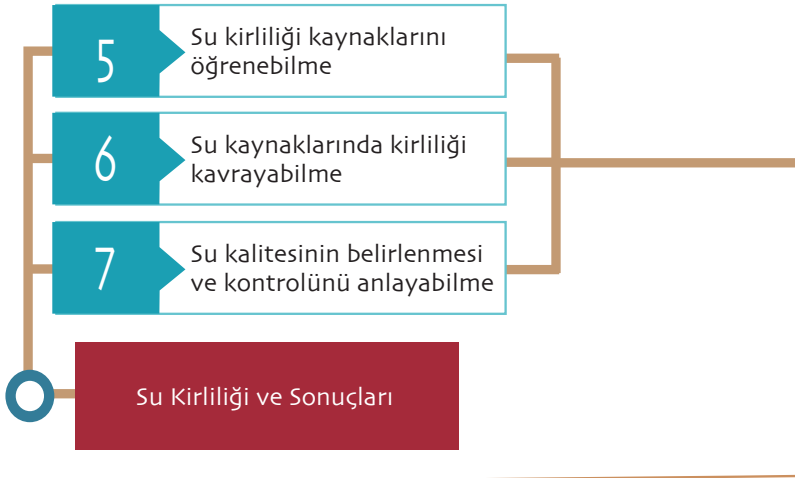 5
Su kirliliği kaynaklarını
öğrenebilme
6
Su kaynaklarında kirliliği
kavrayabilme
7
Su kalitesinin belirlenmesi
ve kontrolünü anlayabilme
Su Kirliliği ve Sonuçları